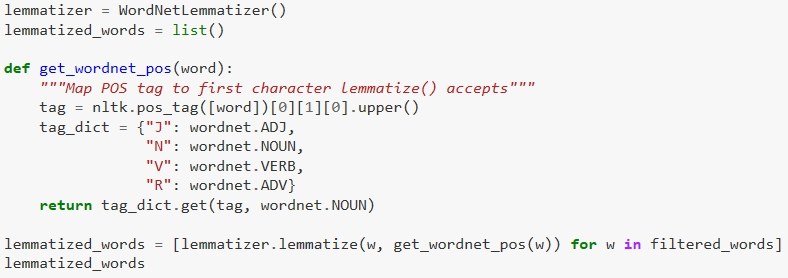 lemmatizer = WordNetLemmatizer()
lemmatized_words = list()

def get_wordnet_pos(word):
    """Map POS tag to first character lemmatize() accepts"""
    tag = nltk.pos_tag([word])[0][1][0].upper()
    tag_dict = {"J": wordnet.ADJ,
                "N": wordnet.NOUN,
                "V": wordnet.VERB,
                "R": wordnet.ADV}
    return tag_dict.get(tag, wordnet.NOUN)

lemmatized_words = [lemmatizer.lemmatize(w, get_wordnet_pos(w)) for w in filtered_words]
lemmatized_words